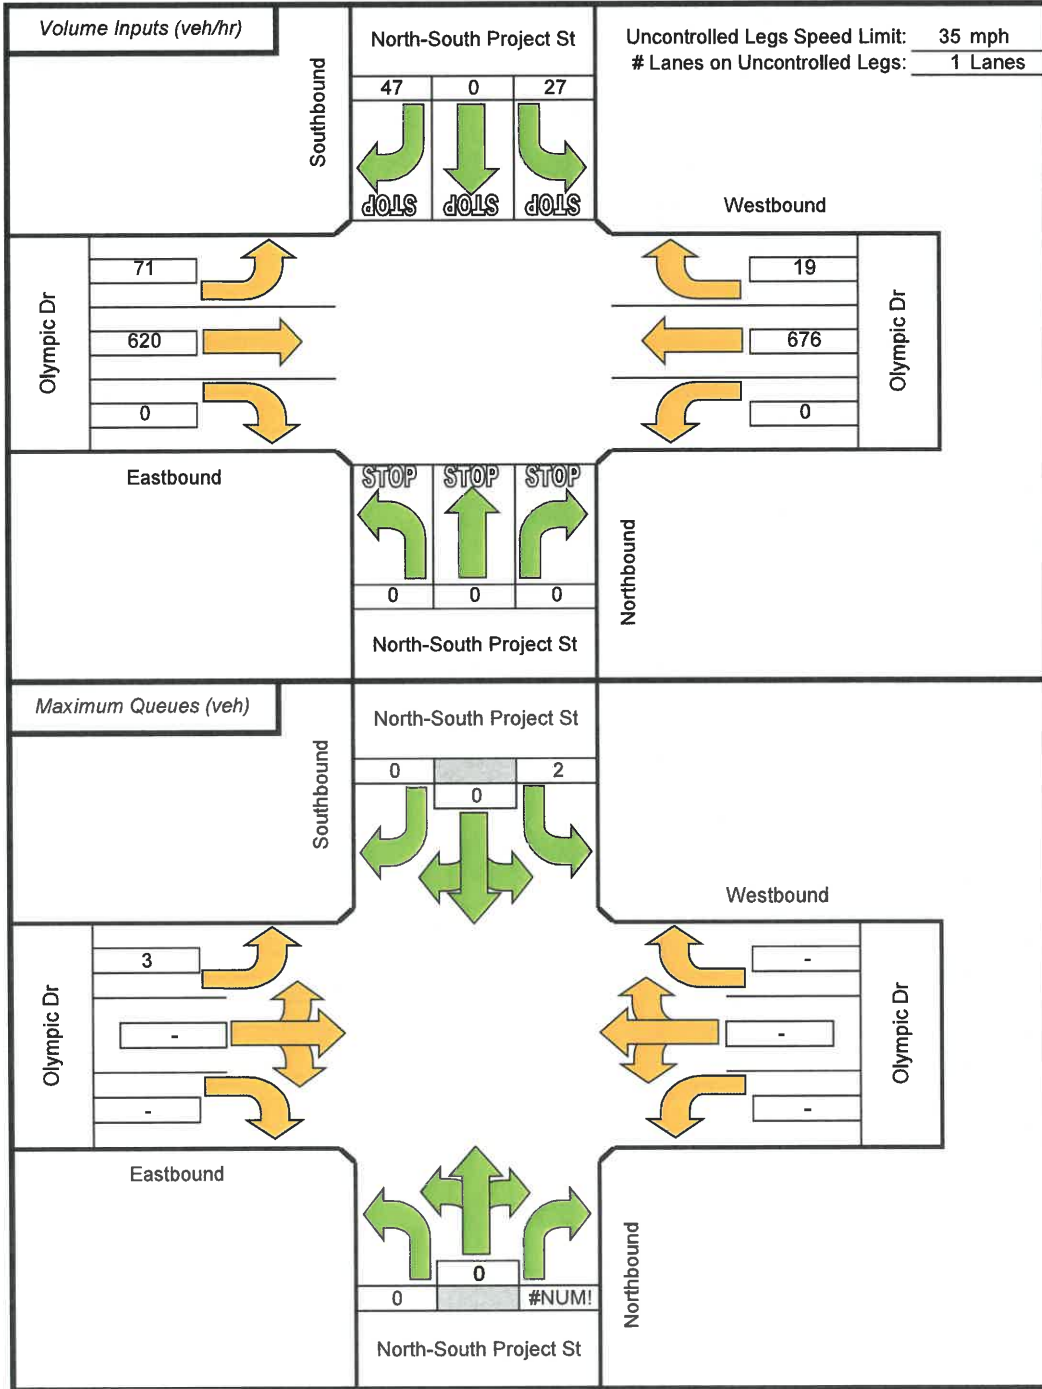 Volume Inputs (veh/hr)
North-South Project St
Uncontrolled Legs Speed Limit: 35 mph
# Lanes on Uncontrolled Legs: 1 Lanes
Southbound
47 0 27
STOP STOP STOP
Westbound
Olympic Dr
71
620
0
19
676
0
Olympic Dr
Eastbound
STOP STOP STOP
Northbound
0 0 0
North-South Project St
Maximum Queues (veh)
North-South Project St
Southbound
0 2
0
Westbound
Olympic Dr
3
-
-
-
-
-
Olympic Dr
Eastbound
Northbound
0
0 #NUM!
North-South Project St